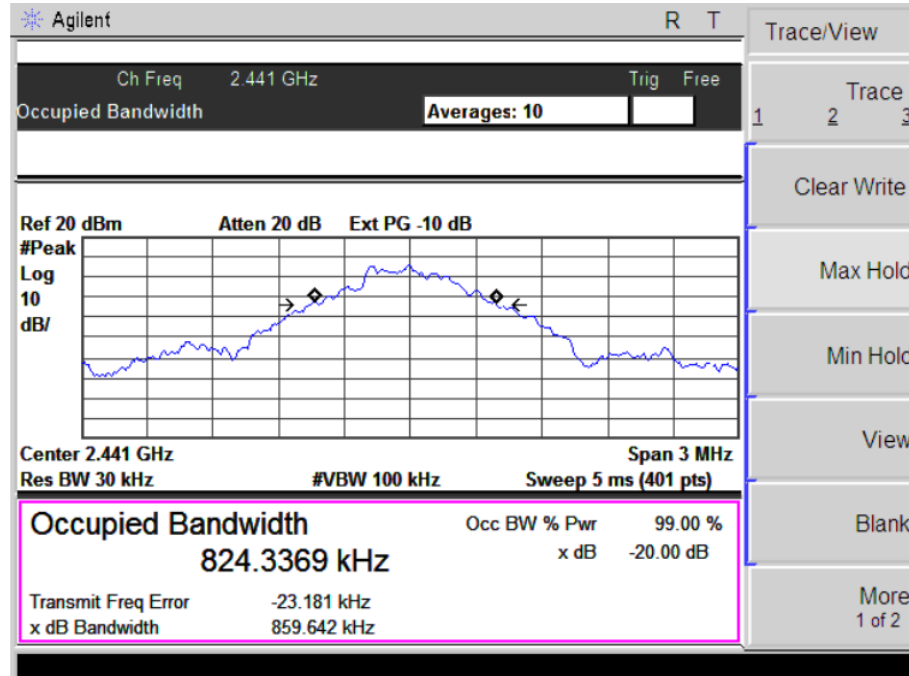 Agilent R T
Ch Freq 2.441 GHz Trig Free
Occupied Bandwidth Averages: 10
Ref 20 dBm Atten 20 dB Ext PG -10 dB
#Peak
Log
10
dB/
Center 2.441 GHz Span 3 MHz
Res BW 30 kHz #VBW 100 kHz Sweep 5 ms (401 pts)
Occupied Bandwidth Occ BW % Pwr 99.00 %
824.3369 kHz x dB -20.00 dB
Transmit Freq Error -23.181 kHz
x dB Bandwidth 859.642 kHz
Trace/View
Trace
1 2 3
Clear Write
Max Hold
Min Hold
View
Blank
More
1 of 2